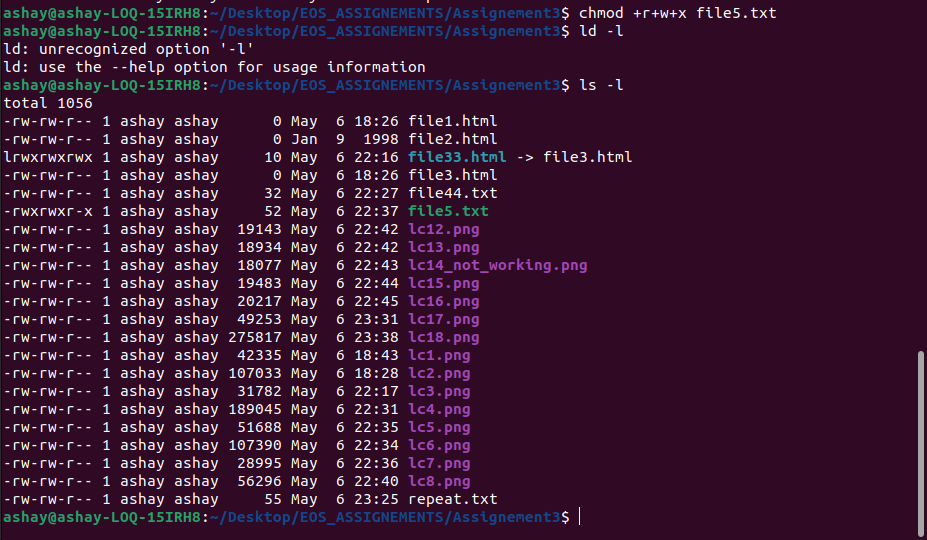 ashay@ashay-LOQ-15IRH8:~/Desktop/EOS_ASSIGNEMENTS/Assignement3$ chmod +r+w+x file5.txt
ashay@ashay-LOQ-15IRH8:~/Desktop/EOS_ASSIGNEMENTS/Assignement3$ ld -l
ld: unrecognized option '-l'
ld: use the --help option for usage information
ashay@ashay-LOQ-15IRH8:~/Desktop/EOS_ASSIGNEMENTS/Assignement3$ ls -l
total 1056
-rw-rw-r-- 1 ashay ashay      0 May  6 18:26 file1.html
-rw-rw-r-- 1 ashay ashay      0 Jan  9  1998 file2.html
lrwxrwxrwx 1 ashay ashay     10 May  6 22:16 file33.html -> file3.html
-rw-rw-r-- 1 ashay ashay      0 May  6 18:26 file3.html
-rw-rw-r-- 1 ashay ashay     32 May  6 22:27 file44.txt
-rwxrwxr-x 1 ashay ashay     52 May  6 22:37 file5.txt
-rw-rw-r-- 1 ashay ashay  19143 May  6 22:42 lc12.png
-rw-rw-r-- 1 ashay ashay  18934 May  6 22:42 lc13.png
-rw-rw-r-- 1 ashay ashay  18077 May  6 22:43 lc14_not_working.png
-rw-rw-r-- 1 ashay ashay  19483 May  6 22:44 lc15.png
-rw-rw-r-- 1 ashay ashay  20217 May  6 22:45 lc16.png
-rw-rw-r-- 1 ashay ashay  49253 May  6 23:31 lc17.png
-rw-rw-r-- 1 ashay ashay 275817 May  6 23:38 lc18.png
-rw-rw-r-- 1 ashay ashay  42335 May  6 18:43 lc1.png
-rw-rw-r-- 1 ashay ashay 107033 May  6 18:28 lc2.png
-rw-rw-r-- 1 ashay ashay  31782 May  6 22:17 lc3.png
-rw-rw-r-- 1 ashay ashay 189045 May  6 22:31 lc4.png
-rw-rw-r-- 1 ashay ashay  51688 May  6 22:35 lc5.png
-rw-rw-r-- 1 ashay ashay 107390 May  6 22:34 lc6.png
-rw-rw-r-- 1 ashay ashay  28995 May  6 22:36 lc7.png
-rw-rw-r-- 1 ashay ashay  56296 May  6 22:40 lc8.png
-rw-rw-r-- 1 ashay ashay     55 May  6 23:25 repeat.txt
ashay@ashay-LOQ-15IRH8:~/Desktop/EOS_ASSIGNEMENTS/Assignement3$